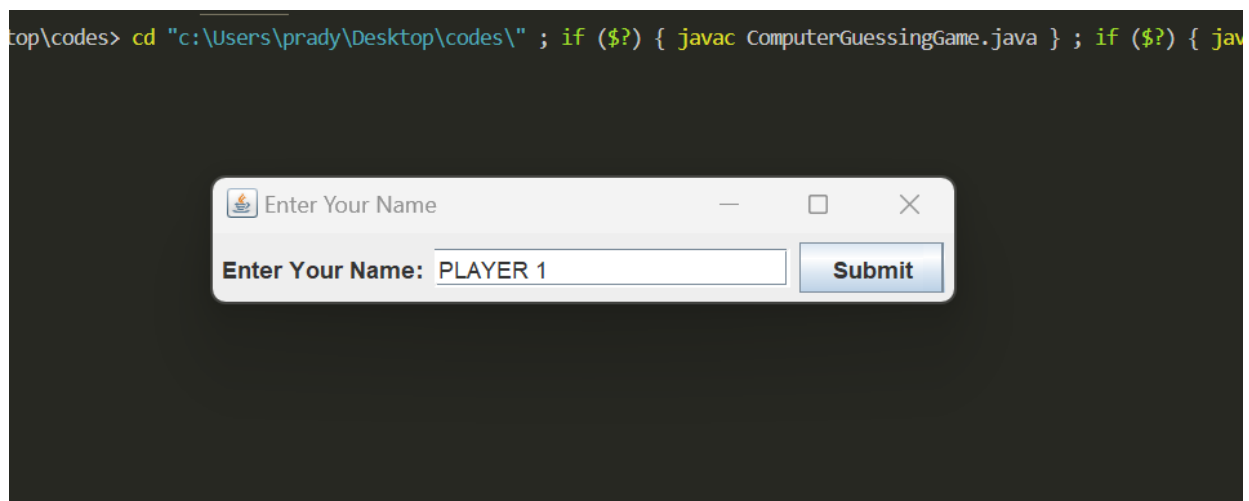 top\codes> cd "c:\Users\prady\Desktop\codes\" ; if ($?) { javac ComputerGuessingGame.java } ; if ($?) { jav
Enter Your Name
Enter Your Name: PLAYER 1 Submit